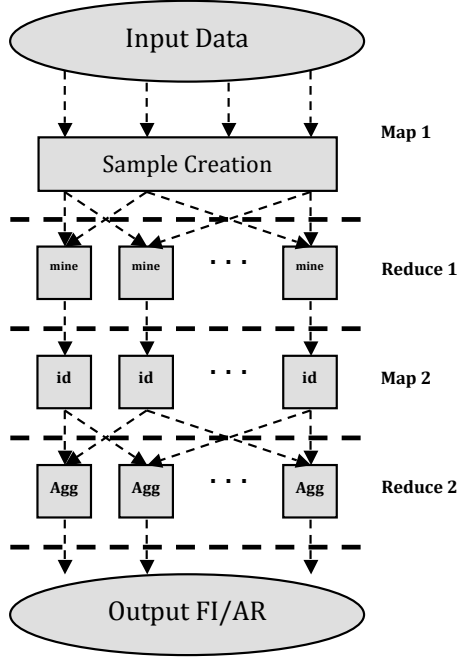 Input Data
Map 1
Sample Creation
mine mine . . . mine Reduce 1
id id . . . id Map 2
Agg Agg . . . Agg Reduce 2
Output FI/AR